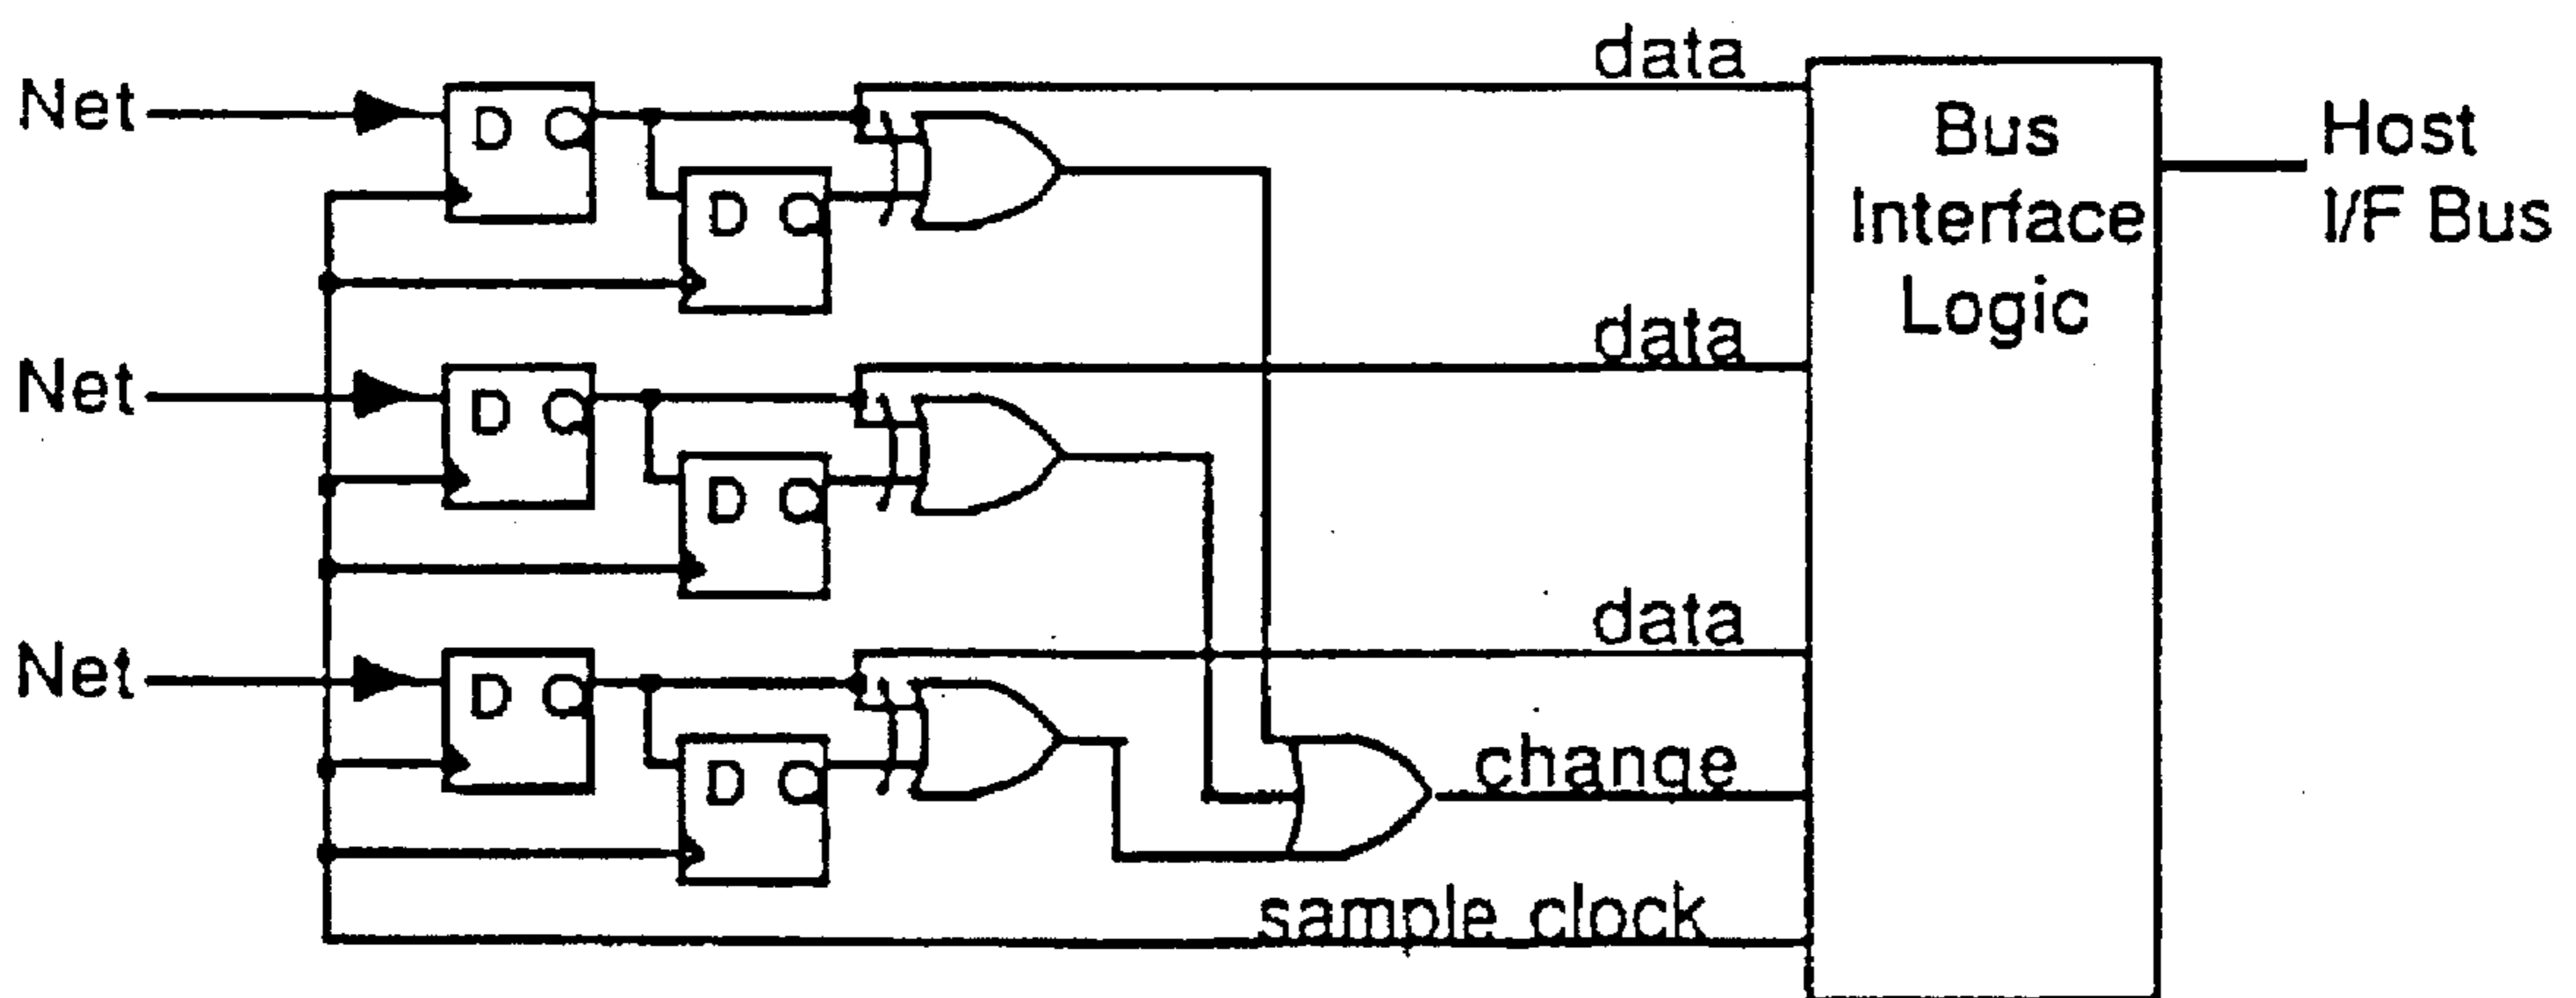 Net
D Q
D Q
data
Net
D Q
D Q
data
Net
D Q
D Q
data
change
sample clock
Bus
Interface
Logic
Host
I/F Bus